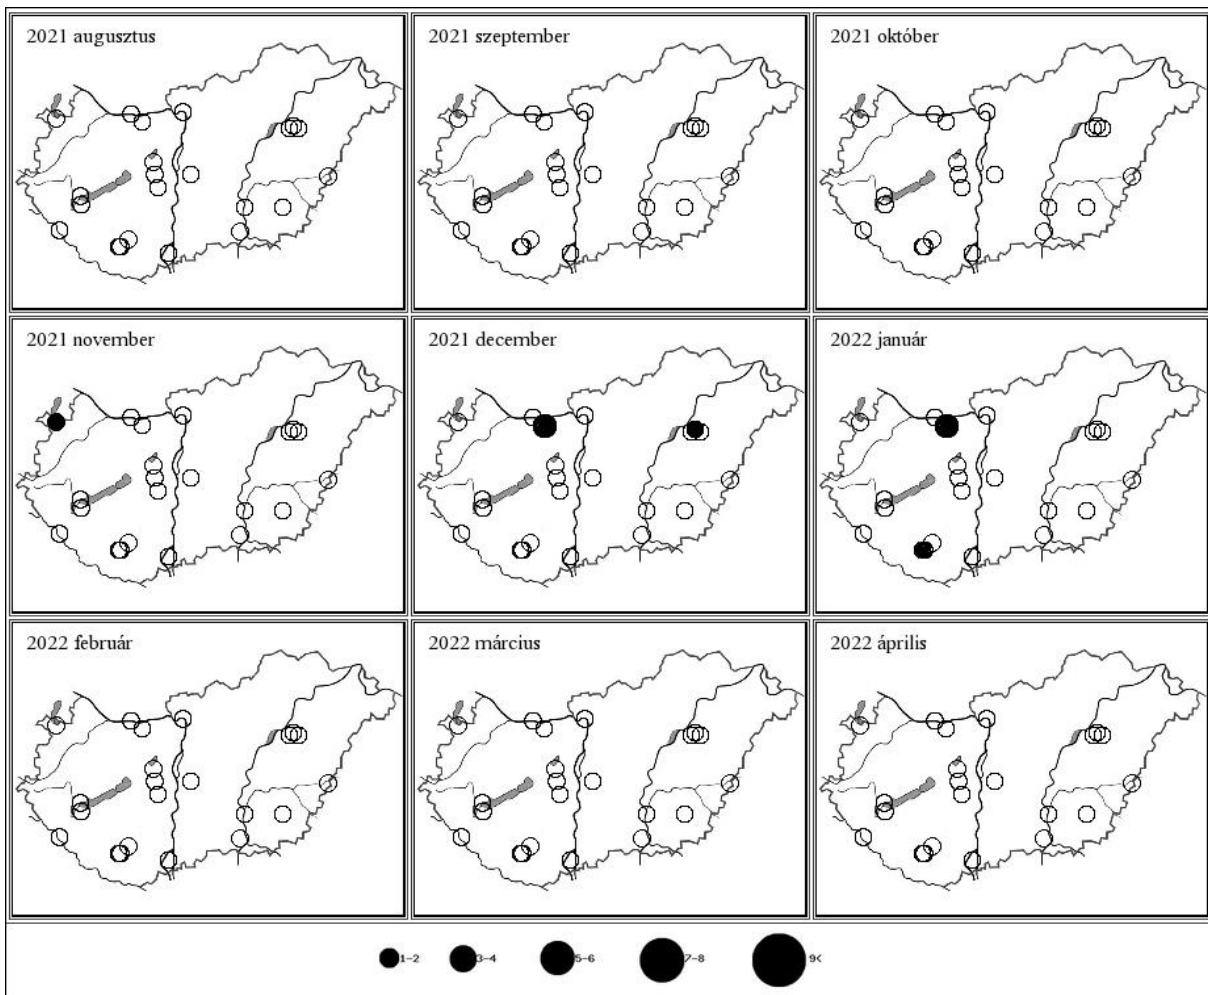 2021 augusztus
2021 szeptember
2021 október
2021 november
2021 december
2022 január
2022 február
2022 március
2022 április
1-2
3-4
5-6
7-8
9<